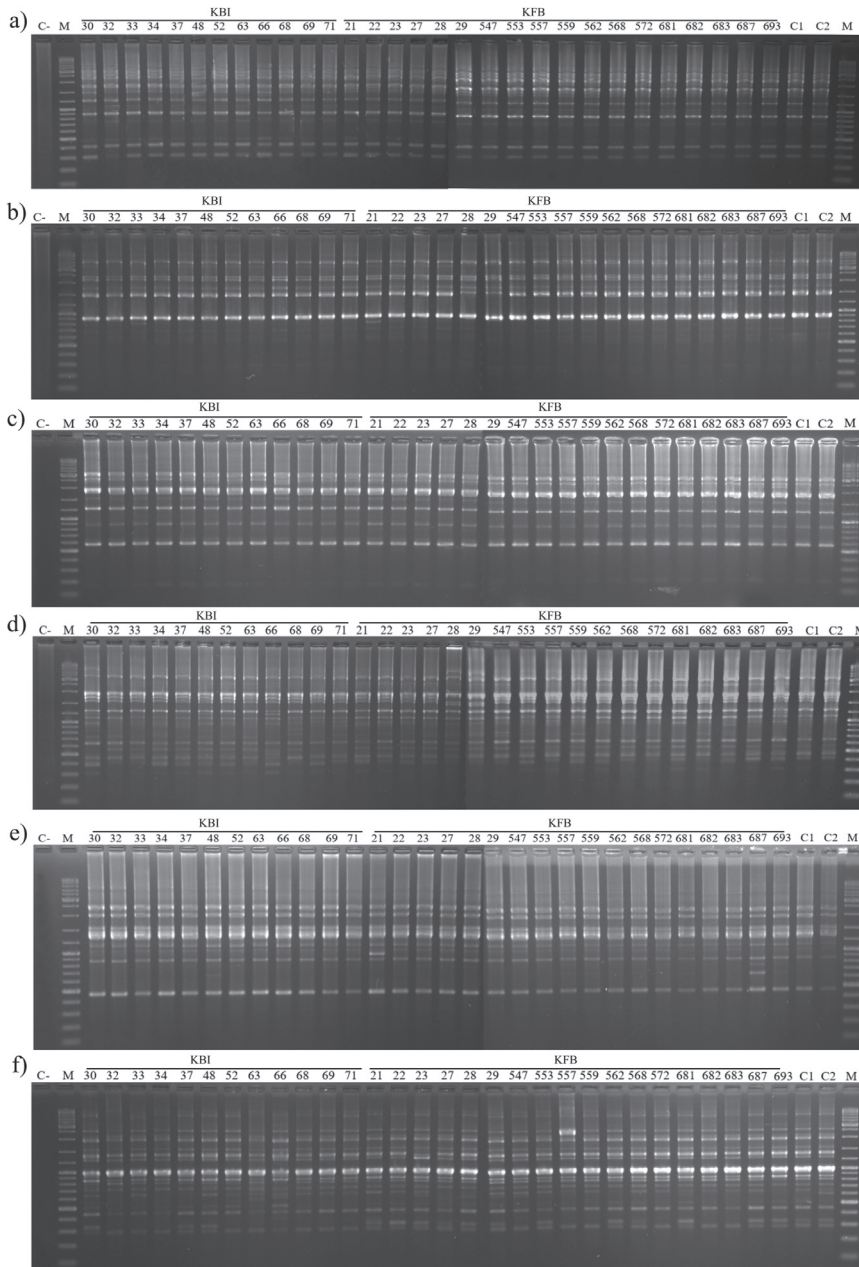 KBI KFB
a) C- M 30 32 33 34 37 48 52 63 66 68 69 71 21 22 23 27 28 29 547 553 557 559 562 568 572 681 682 683 687 693 C1 C2 M
KBI KFB
b) C- M 30 32 33 34 37 48 52 63 66 68 69 71 21 22 23 27 28 29 547 553 557 559 562 568 572 681 682 683 687 693 C1 C2 M
KBI KFB
c) C- M 30 32 33 34 37 48 52 63 66 68 69 71 21 22 23 27 28 29 547 553 557 559 562 568 572 681 682 683 687 693 C1 C2 M
KBI KFB
d) C- M 30 32 33 34 37 48 52 63 66 68 69 71 21 22 23 27 28 29 547 553 557 559 562 568 572 681 682 683 687 693 C1 C2 M
KBI KFB
e) C- M 30 32 33 34 37 48 52 63 66 68 69 71 21 22 23 27 28 29 547 553 557 559 562 568 572 681 682 683 687 693 C1 C2 M
KBI KFB
f) C- M 30 32 33 34 37 48 52 63 66 68 69 71 21 22 23 27 28 29 547 553 557 559 562 568 572 681 682 683 687 693 C1 C2 M